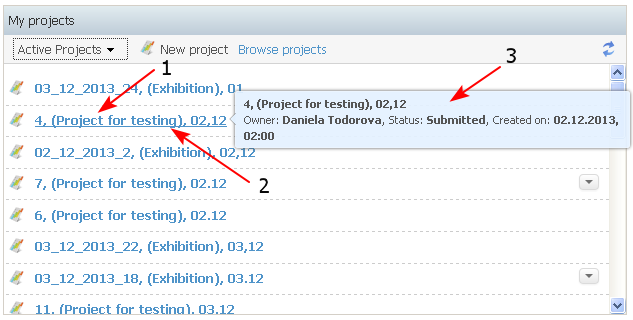 My projects
Active Projects New project Browse projects
1
3
03_12_2013_24, (Exhibition), 01
4, (Project for testing), 02,12
4, (Project for testing), 02,12
Owner: Daniela Todorova, Status: Submitted, Created on: 02.12.2013,
02:00
02_12_2013_2, (Exhibition), 02,12
7, (Project for testing), 02.12
2
6, (Project for testing), 02.12
03_12_2013_22, (Exhibition), 03,12
03_12_2013_18, (Exhibition), 03.12
11. (Project for testing), 03.12